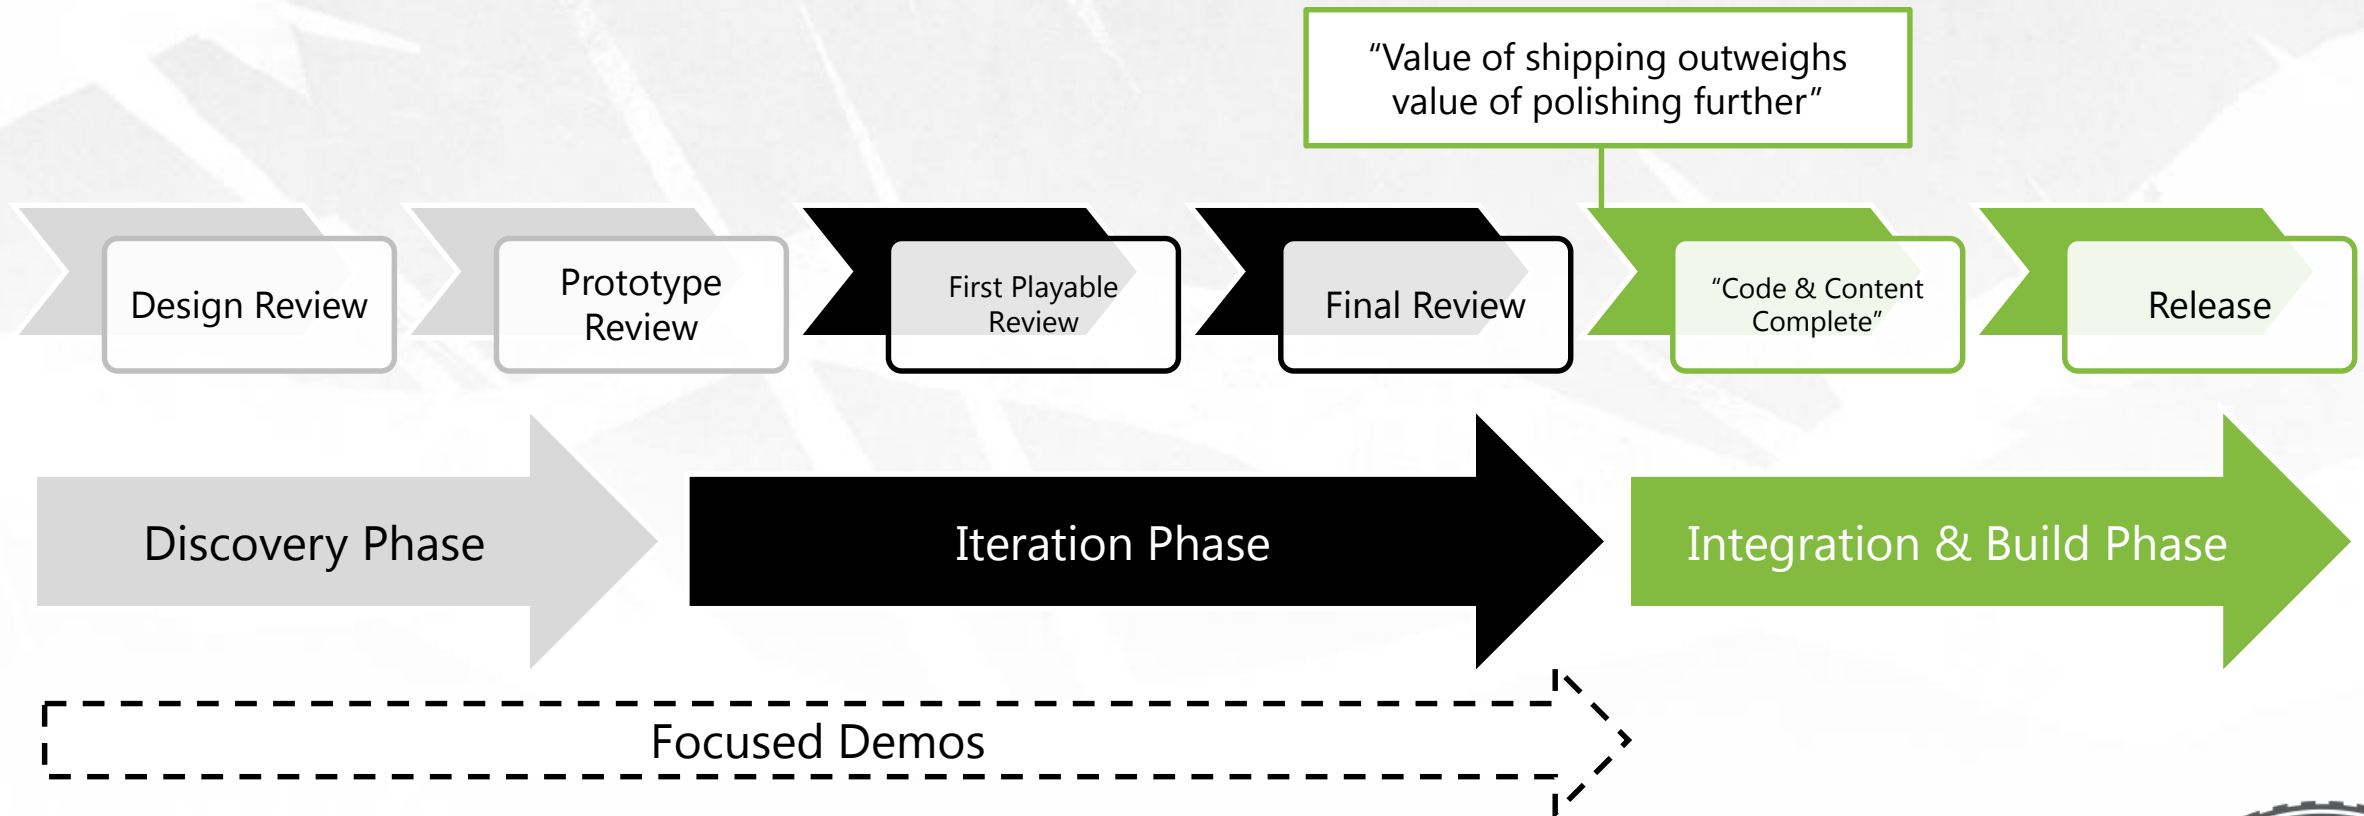 “Value of shipping outweighs
value of polishing further”
Design Review
Prototype
Review
First Playable
Review
Final Review
“Code & Content
Complete”
Release
Discovery Phase
Iteration Phase
Integration & Build Phase
Focused Demos